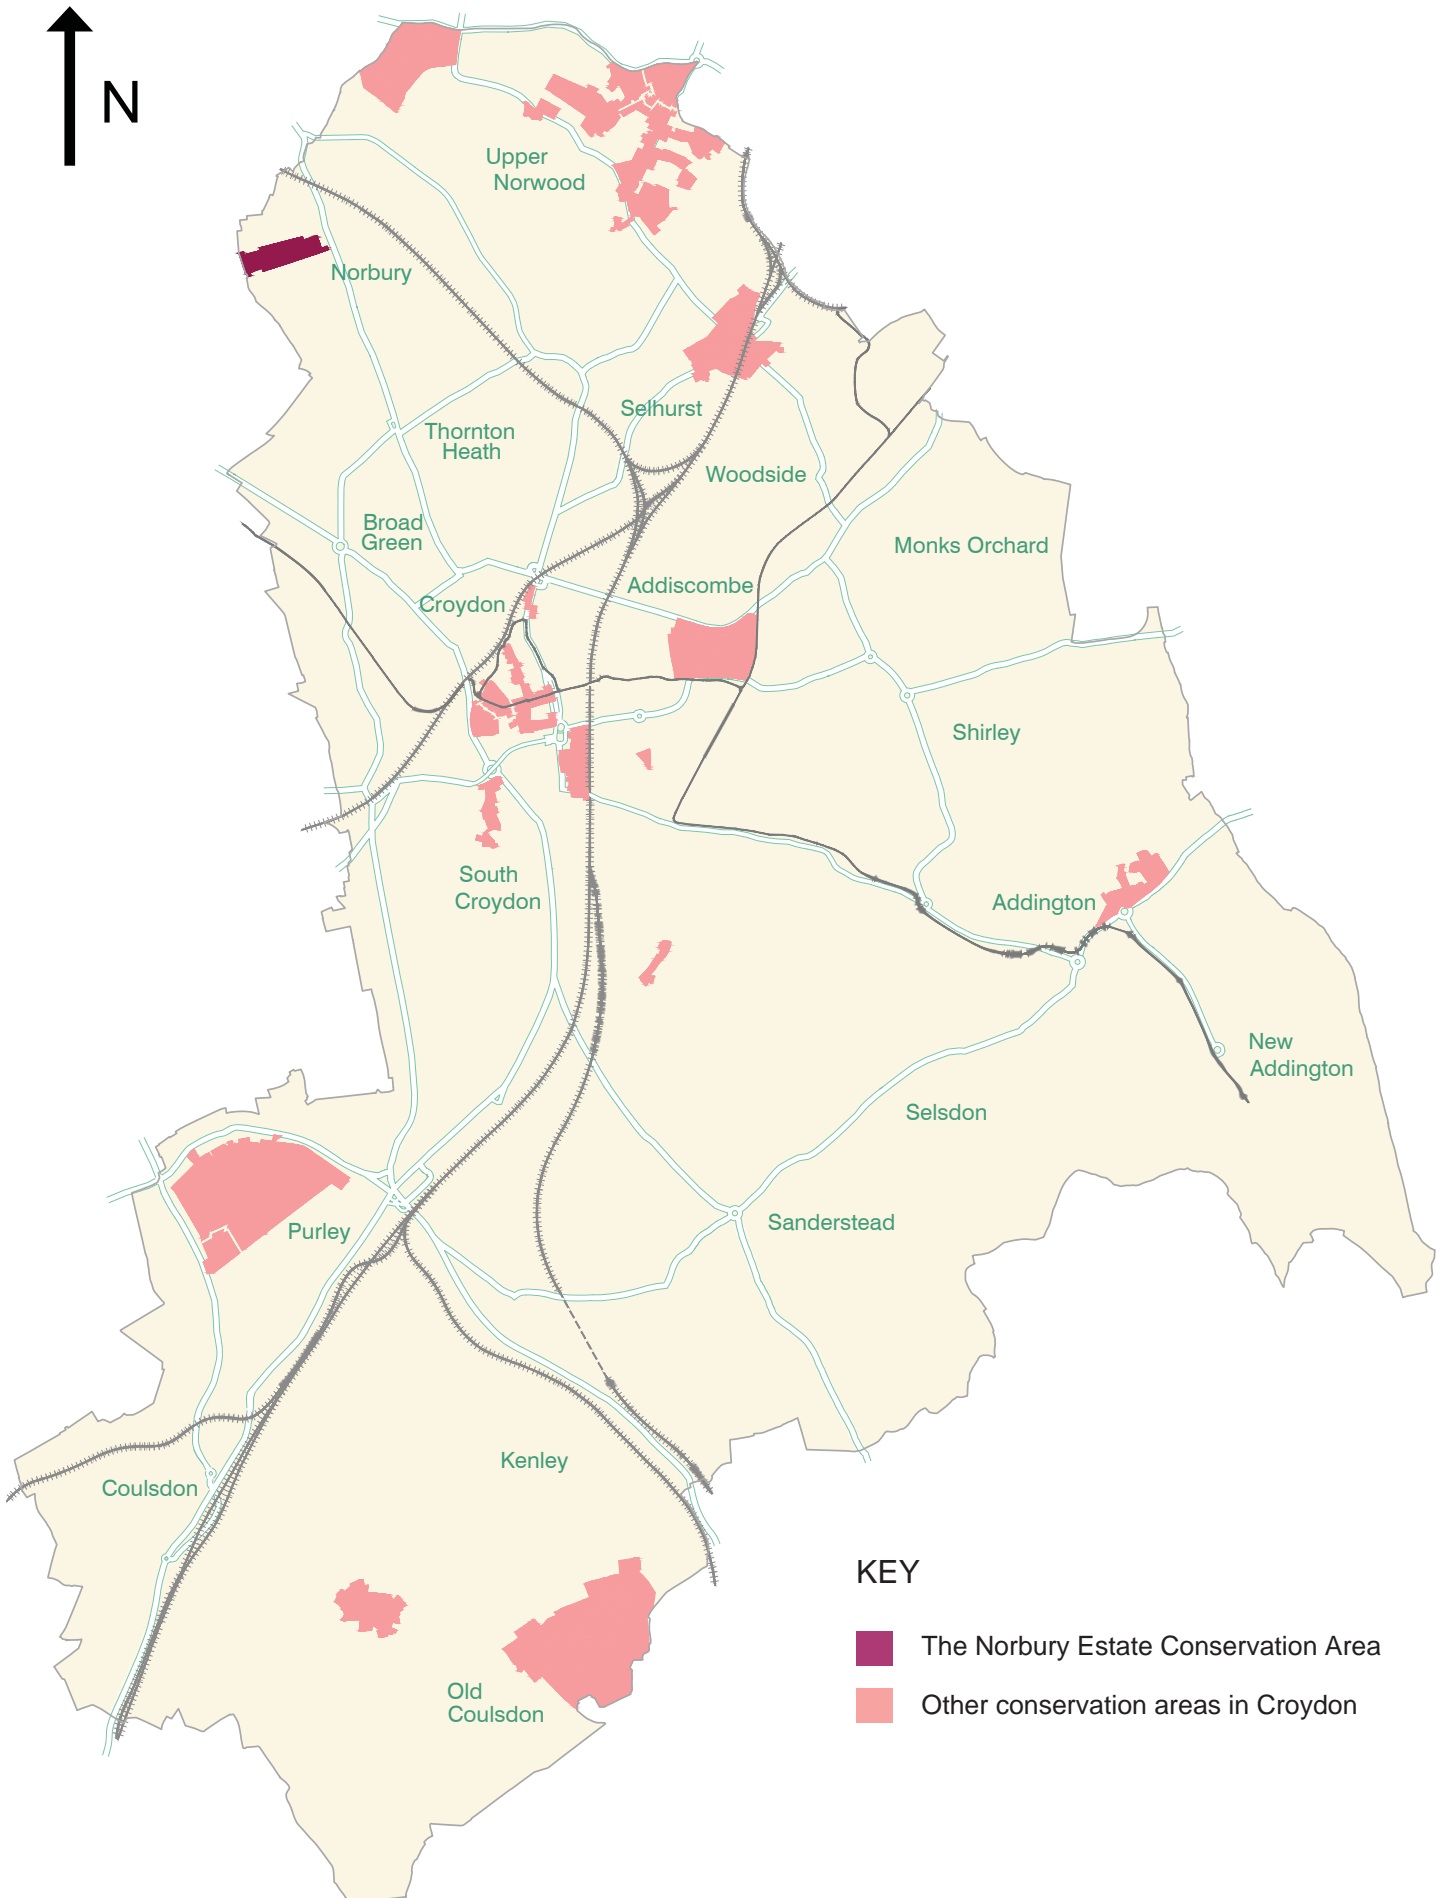 N
Upper
Norwood
Norbury
Selhurst
Thornton
Heath
Woodside
Broad
Green
Monks Orchard
Addiscombe
Croydon
Shirley
South
Croydon
Addington
New
Addington
Selsdon
Purley
Sanderstead
Kenley
Coulsdon
Old
Coulsdon
KEY
The Norbury Estate Conservation Area
Other conservation areas in Croydon